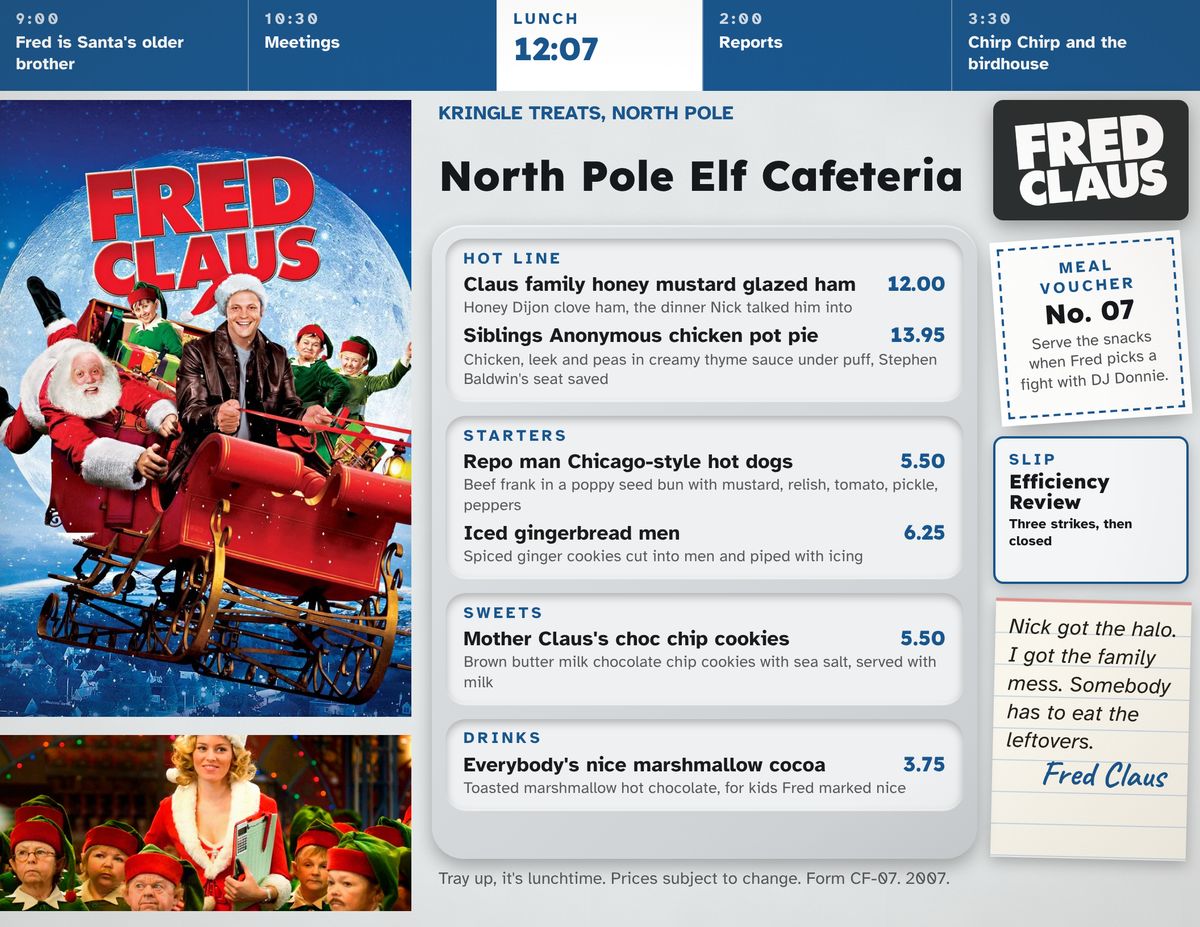 9:00
Fred is Santa's older
brother
10:30
Meetings
LUNCH
12:07
2:00
Reports
3:30
Chirp Chirp and the
birdhouse
FRED
CLAUS
KRINGLE TREATS, NORTH POLE
North Pole Elf Cafeteria
HOT LINE
Claus family honey mustard glazed ham 12.00
Honey Dijon clove ham, the dinner Nick talked him into
Siblings Anonymous chicken pot pie 13.95
Chicken, leek and peas in creamy thyme sauce under puff, Stephen
Baldwin's seat saved
STARTERS
Repo man Chicago-style hot dogs 5.50
Beef frank in a poppy seed bun with mustard, relish, tomato, pickle,
peppers
Iced gingerbread men 6.25
Spiced ginger cookies cut into men and piped with icing
SWEETS
Mother Claus's choc chip cookies 5.50
Brown butter milk chocolate chip cookies with sea salt, served with
milk
DRINKS
Everybody's nice marshmallow cocoa 3.75
Toasted marshmallow hot chocolate, for kids Fred marked nice
Tray up, it's lunchtime. Prices subject to change. Form CF-07. 2007.
FRED
CLAUS
MEAL
VOUCHER
No. 07
Serve the snacks
when Fred picks a
fight with DJ Donnie.
SLIP
Efficiency
Review
Three strikes, then
closed
Nick got the halo.
I got the family
mess. Somebody
has to eat the
leftovers.
Fred Claus